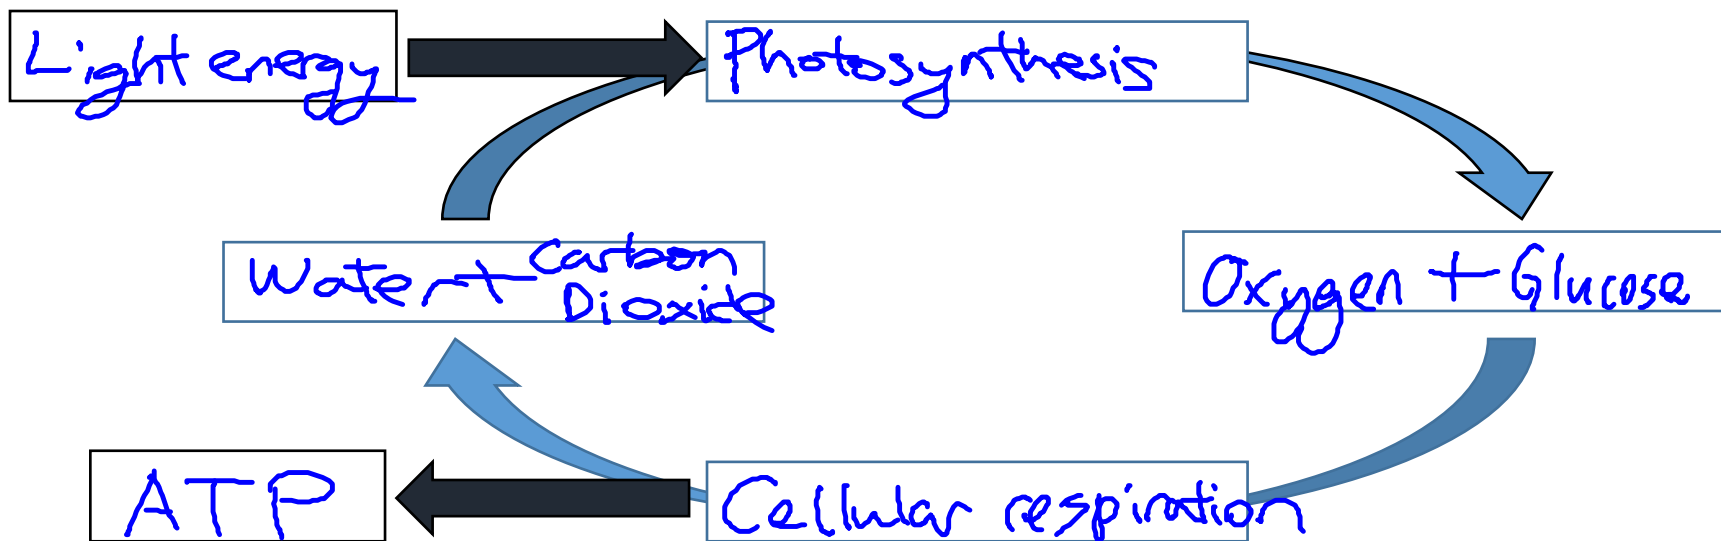 Light energy
Photosynthesis
Water + Carbon
Dioxide
Oxygen + Glucose
ATP
Cellular respiration